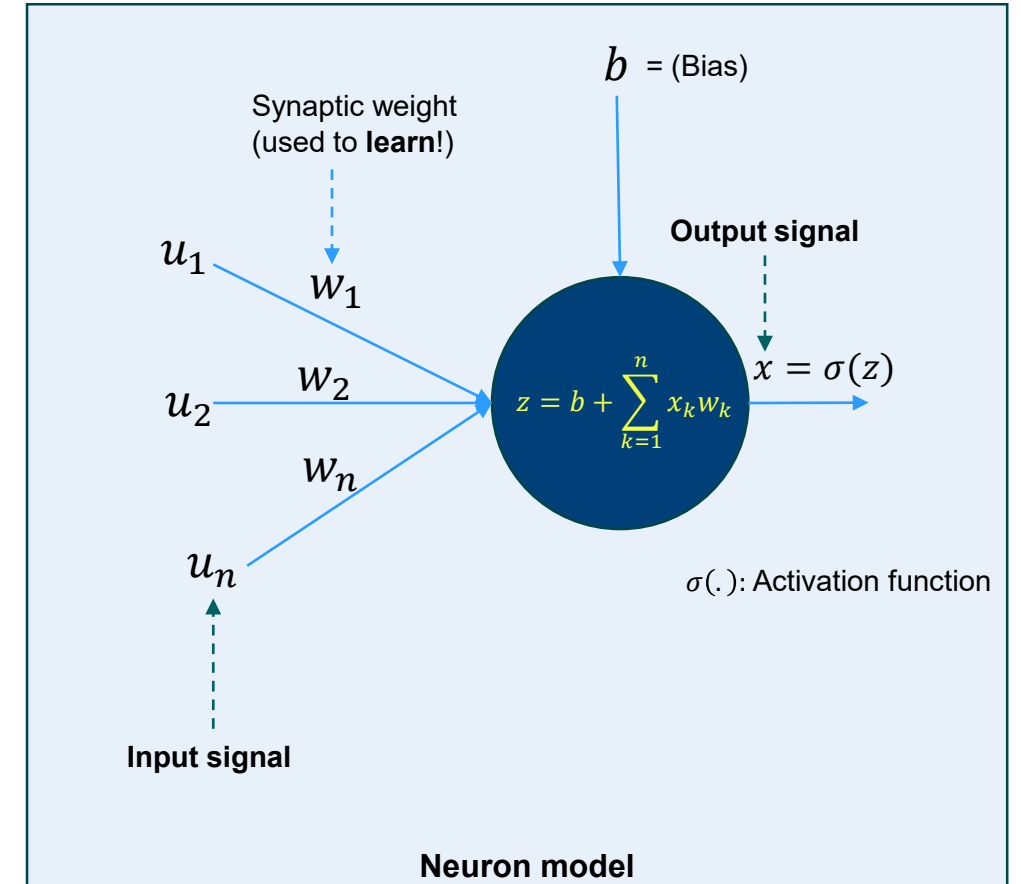 b = (Bias)
Synaptic weight
(used to learn!)
Output signal
u₁
w₁
x = σ(z)
w₂
u₂
z = b + ∑ₖ₌₁ⁿ xₖwₖ
wₙ
uₙ
σ(.): Activation function
Input signal
Neuron model